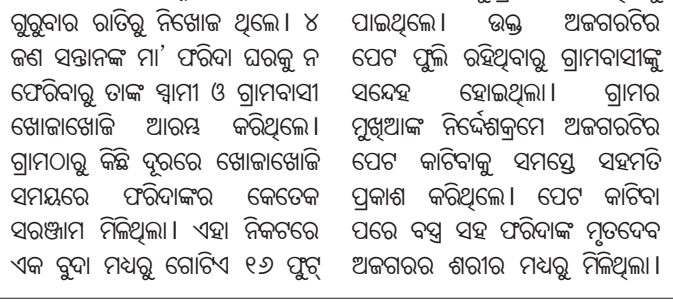 ଗୁରୁବାର ରାତିରୁ ନିଖୋଜ ଥିଲେ। ୪
ଜଣ ସନ୍ତାନଙ୍କ ମା’ ଫରିଦା ଘରକୁ ନ
ଫେରିବାରୁ ତାଙ୍କ ସ୍ୱାମୀ ଓ ଗ୍ରାମବାସୀ
ଖୋଜାଖୋଜି ଆରମ୍ଭ କରିଥିଲେ।
ଗ୍ରାମଠାରୁ କିଛି ଦୂରରେ ଖୋଜାଖୋଜି
ସମୟରେ ଫରିଦାଙ୍କର କେତେକ
ସରଞ୍ଜାମ ମିଳିଥିଲା। ଏହା ନିକଟରେ
ଏକ ବୁଦା ମଧ୍ୟରୁ ଗୋଟିଏ ୧୬ ଫୁଟ୍
ପାଇଥିଲେ। ଉକ୍ତ ଅଜଗରଟିର
ପେଟ ଫୁଲି ରହିଥିବାରୁ ଗ୍ରାମବାସୀଙ୍କୁ
ସନ୍ଦେହ ହୋଇଥିଲା। ଗ୍ରାମର
ମୁଖିଆଙ୍କ ନିର୍ଦ୍ଦେଶକ୍ରମେ ଅଜଗରଟିର
ପେଟ କାଟିବାକୁ ସମସ୍ତେ ସହମତି
ପ୍ରକାଶ କରିଥିଲେ। ପେଟ କାଟିବା
ପରେ ବସ୍ତ୍ର ସହ ଫରିଦାଙ୍କ ମୃତଦେବ
ଅଜଗରର ଶରୀର ମଧ୍ୟରୁ ମିଳିଥିଲା।